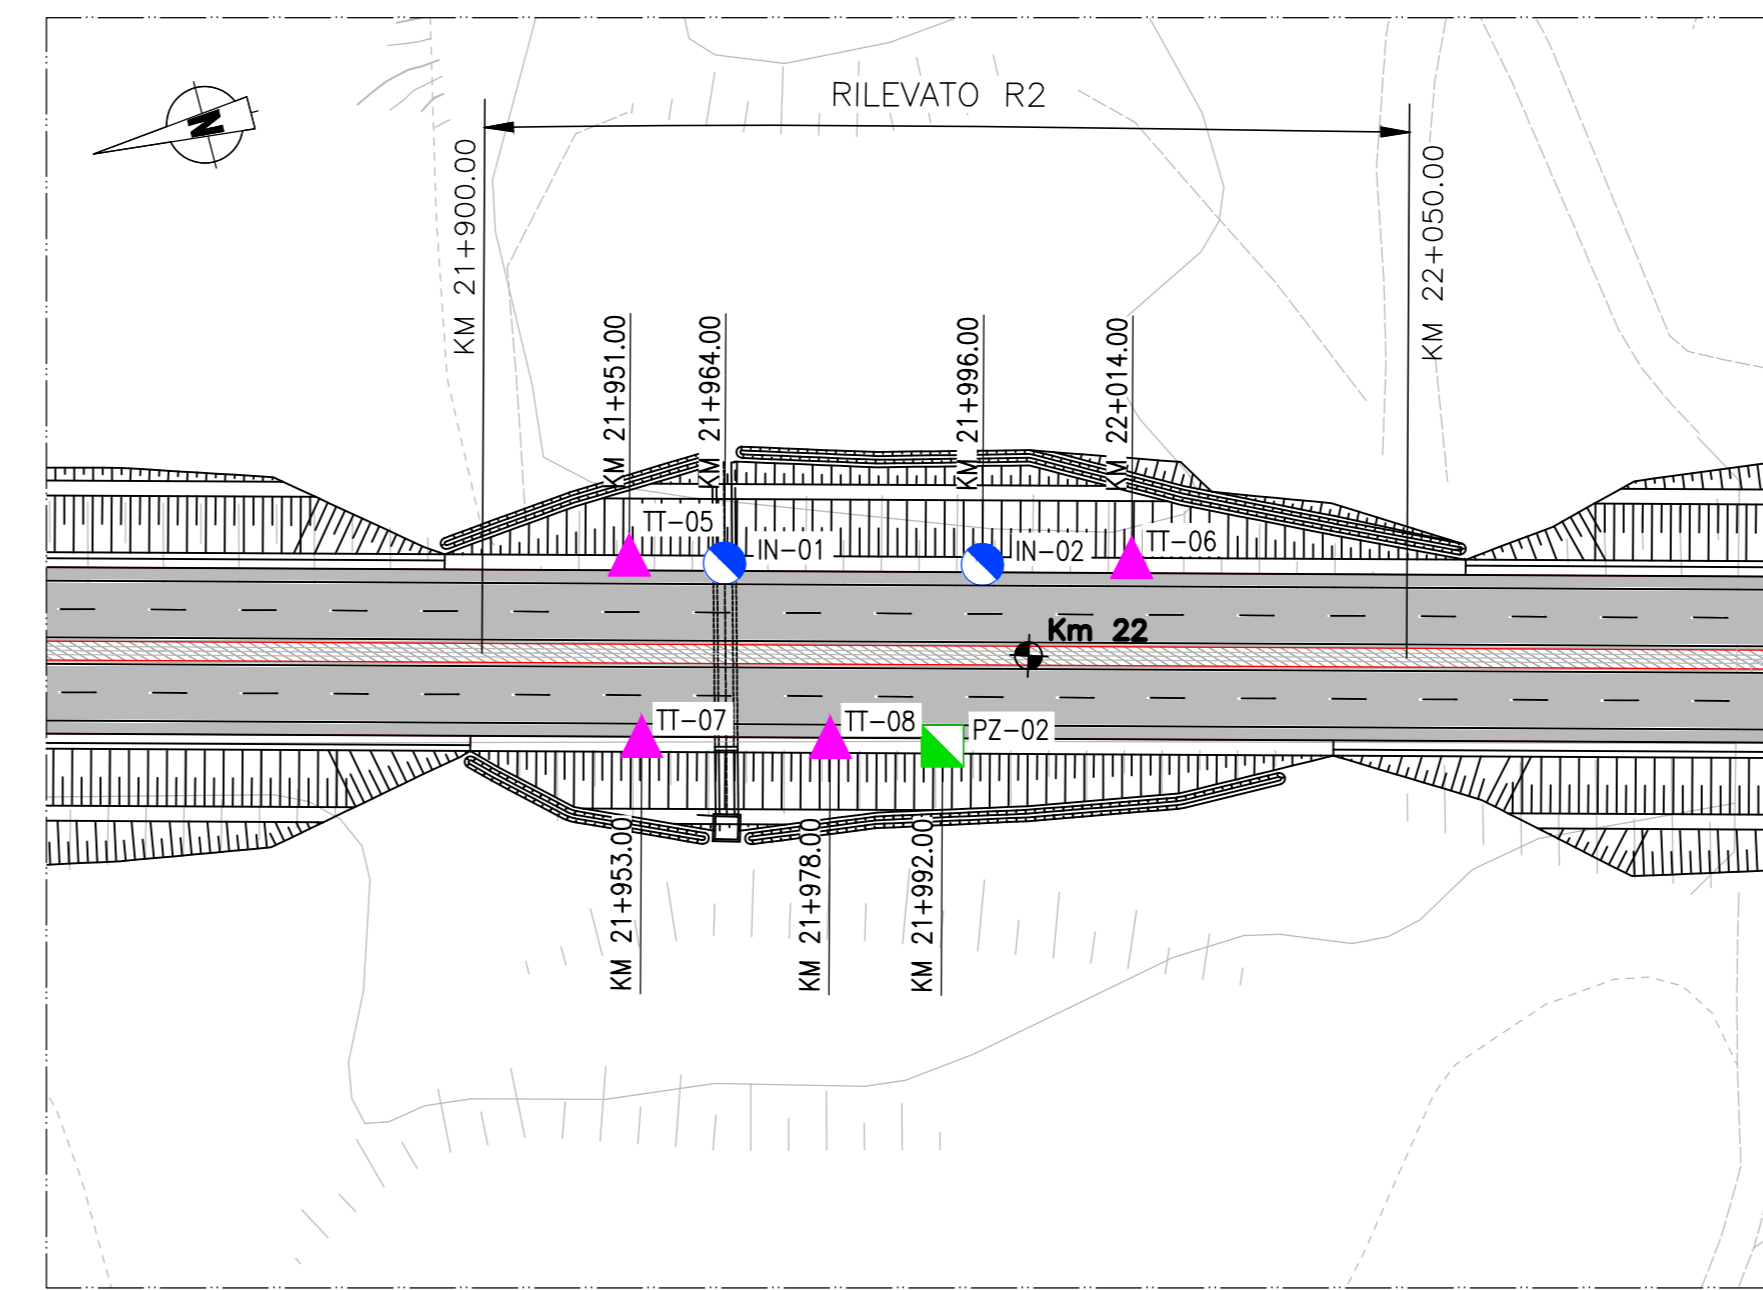 N
RILEVATO R2
KM 21+900.00
KM 22+050.00
KM 21+951.00
KM 21+964.00
KM 21+996.00
KM 22+014.00
TT-05
IN-01
IN-02
TT-06
Km 22
TT-07
TT-08
PZ-02
KM 21+953.00
KM 21+978.00
KM 21+992.00